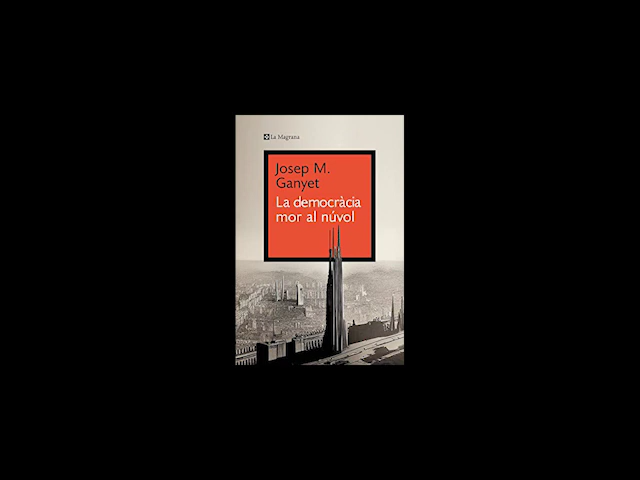 La Magrana
Josep M.
Ganyet
La democràcia
mor al núvol